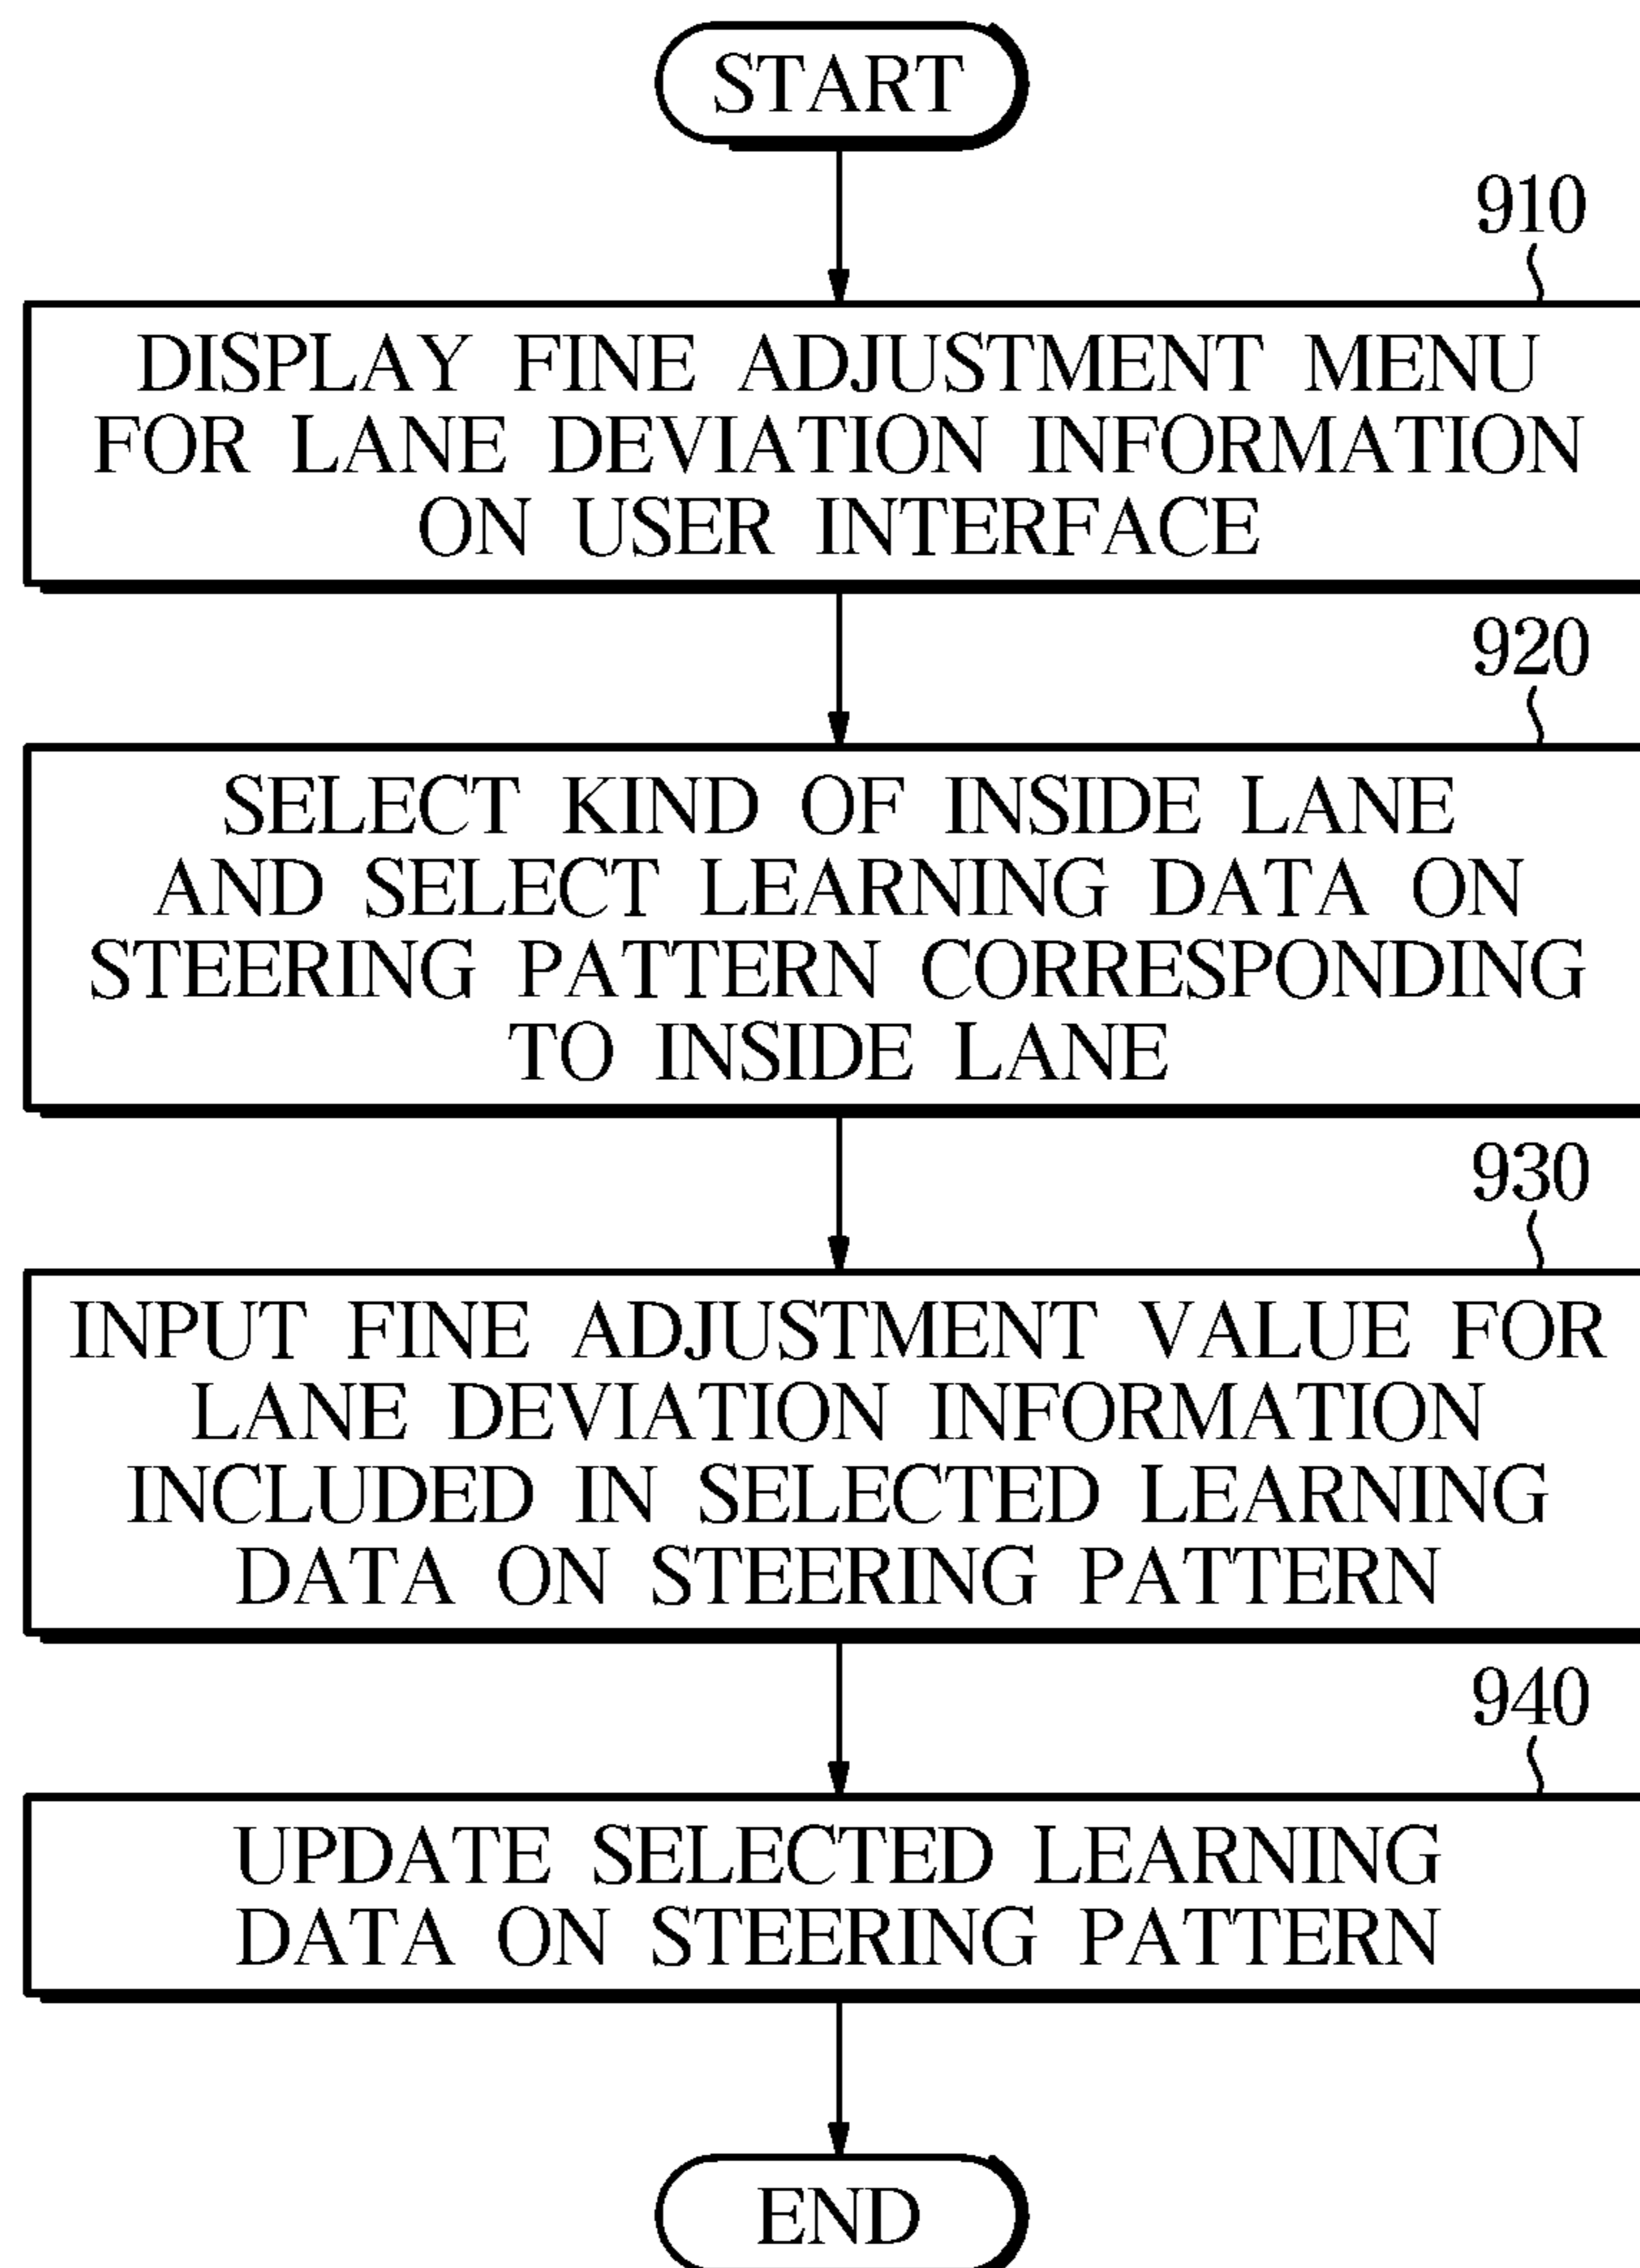 START
910
DISPLAY FINE ADJUSTMENT MENU
FOR LANE DEVIATION INFORMATION
ON USER INTERFACE
920
SELECT KIND OF INSIDE LANE
AND SELECT LEARNING DATA ON
STEERING PATTERN CORRESPONDING
TO INSIDE LANE
930
INPUT FINE ADJUSTMENT VALUE FOR
LANE DEVIATION INFORMATION
INCLUDED IN SELECTED LEARNING
DATA ON STEERING PATTERN
940
UPDATE SELECTED LEARNING
DATA ON STEERING PATTERN
END